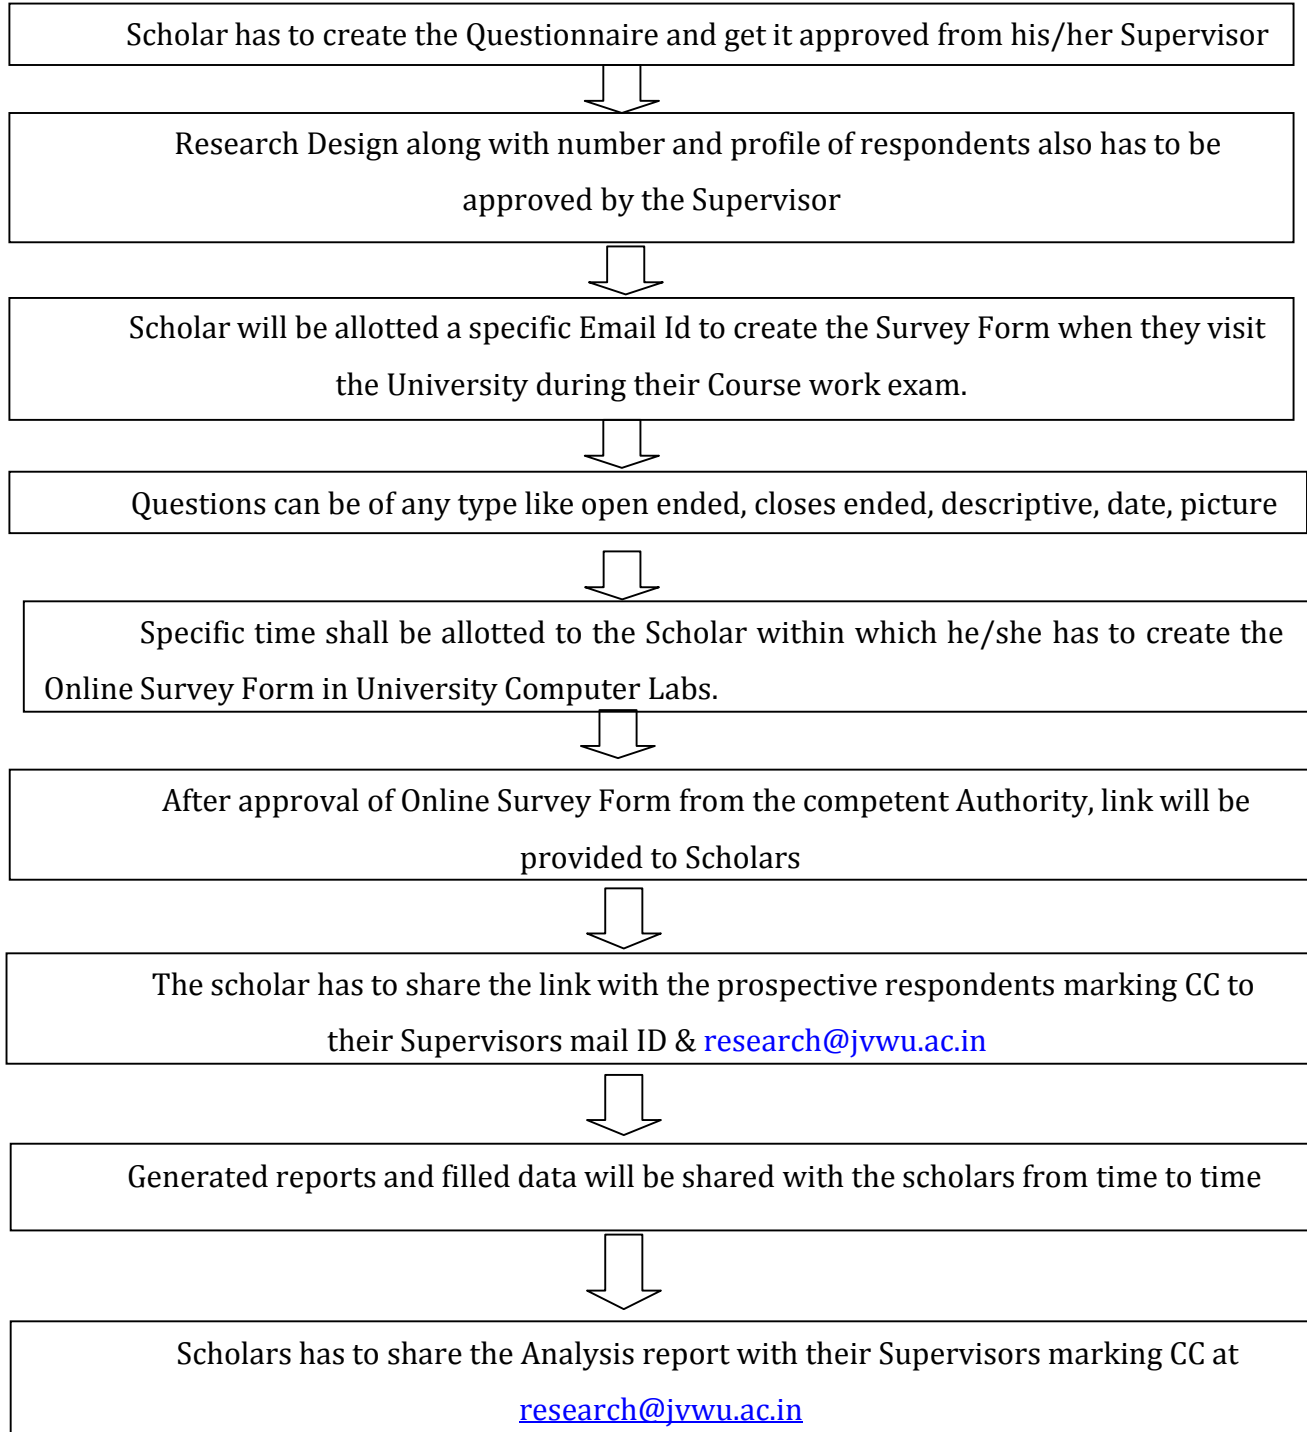 Scholar has to create the Questionnaire and get it approved from his/her Supervisor
Research Design along with number and profile of respondents also has to be
approved by the Supervisor
Scholar will be allotted a specific Email Id to create the Survey Form when they visit
the University during their Course work exam.
Questions can be of any type like open ended, closes ended, descriptive, date, picture
Specific time shall be allotted to the Scholar within which he/she has to create the
Online Survey Form in University Computer Labs.
After approval of Online Survey Form from the competent Authority, link will be
provided to Scholars
The scholar has to share the link with the prospective respondents marking CC to
their Supervisors mail ID & research@jvwu.ac.in
Generated reports and filled data will be shared with the scholars from time to time
Scholars has to share the Analysis report with their Supervisors marking CC at
research@jvwu.ac.in